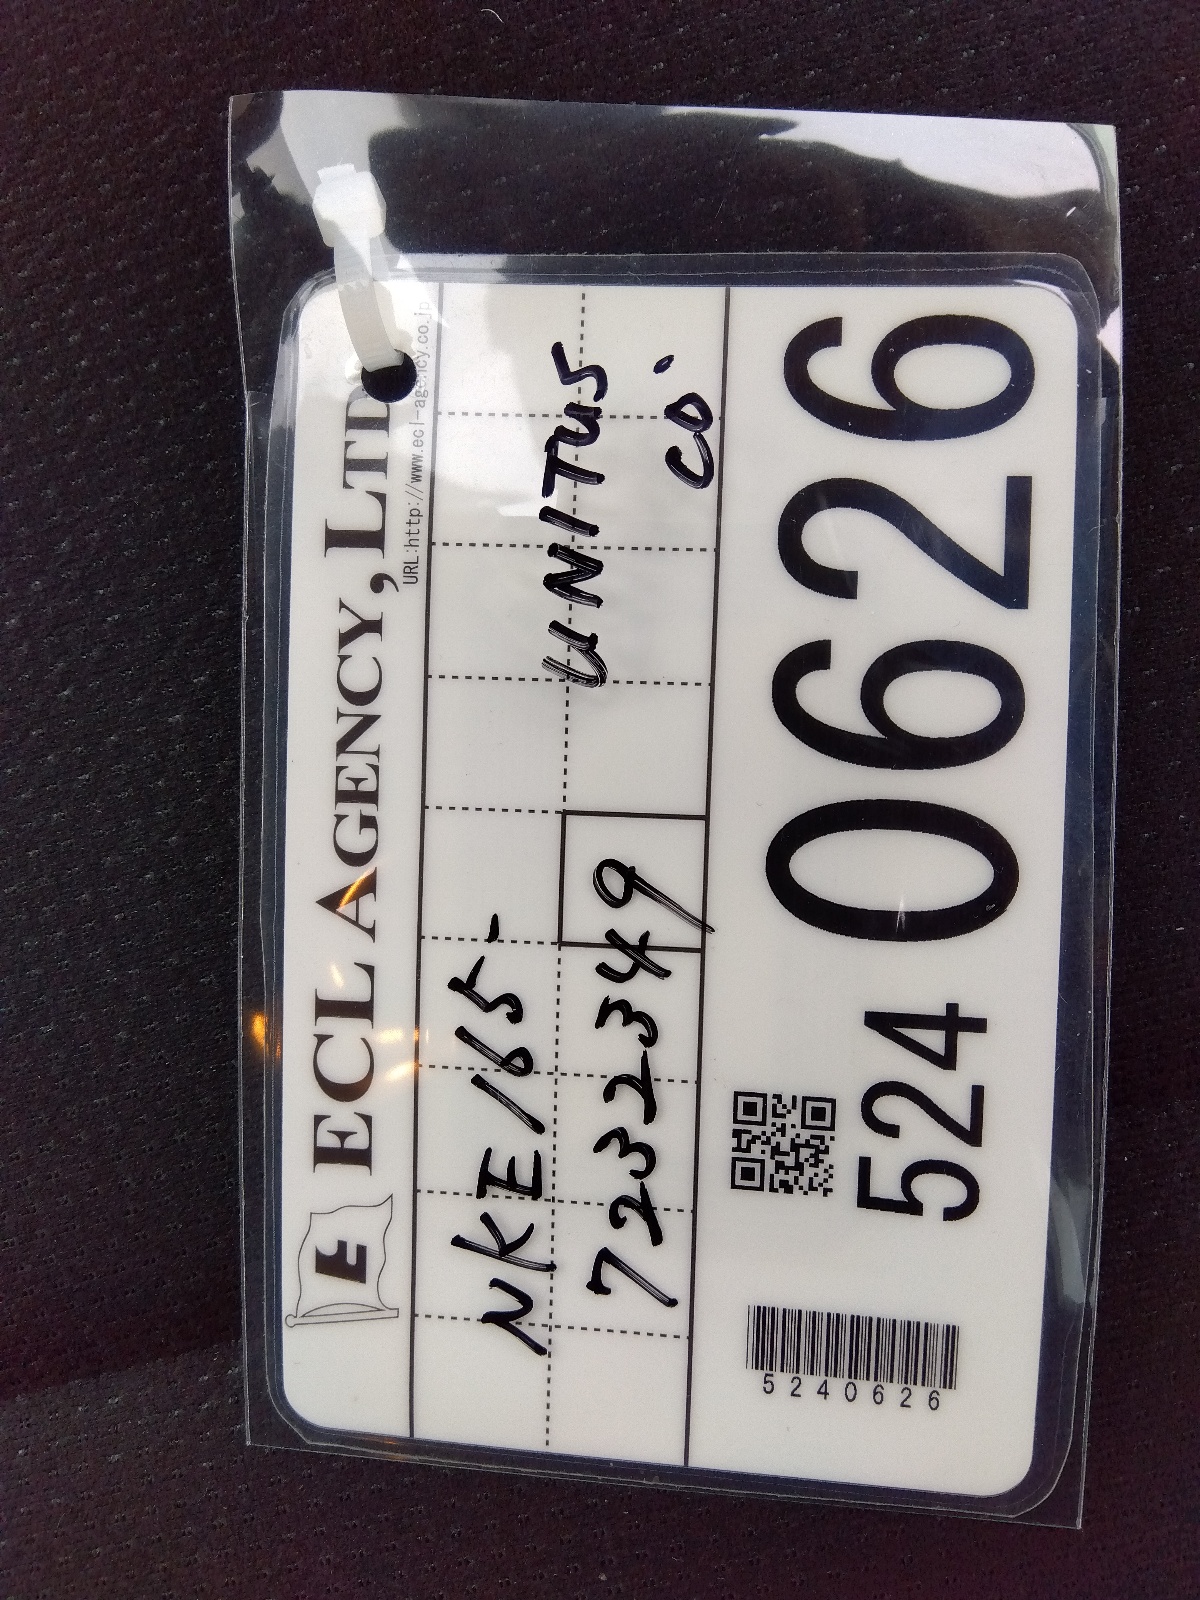 E ECL AGENCY, LTD
URL:http://www.ecl-agency.co.jp
NKE165-
7232349
UNITUS
CO.
524 0626
5240626